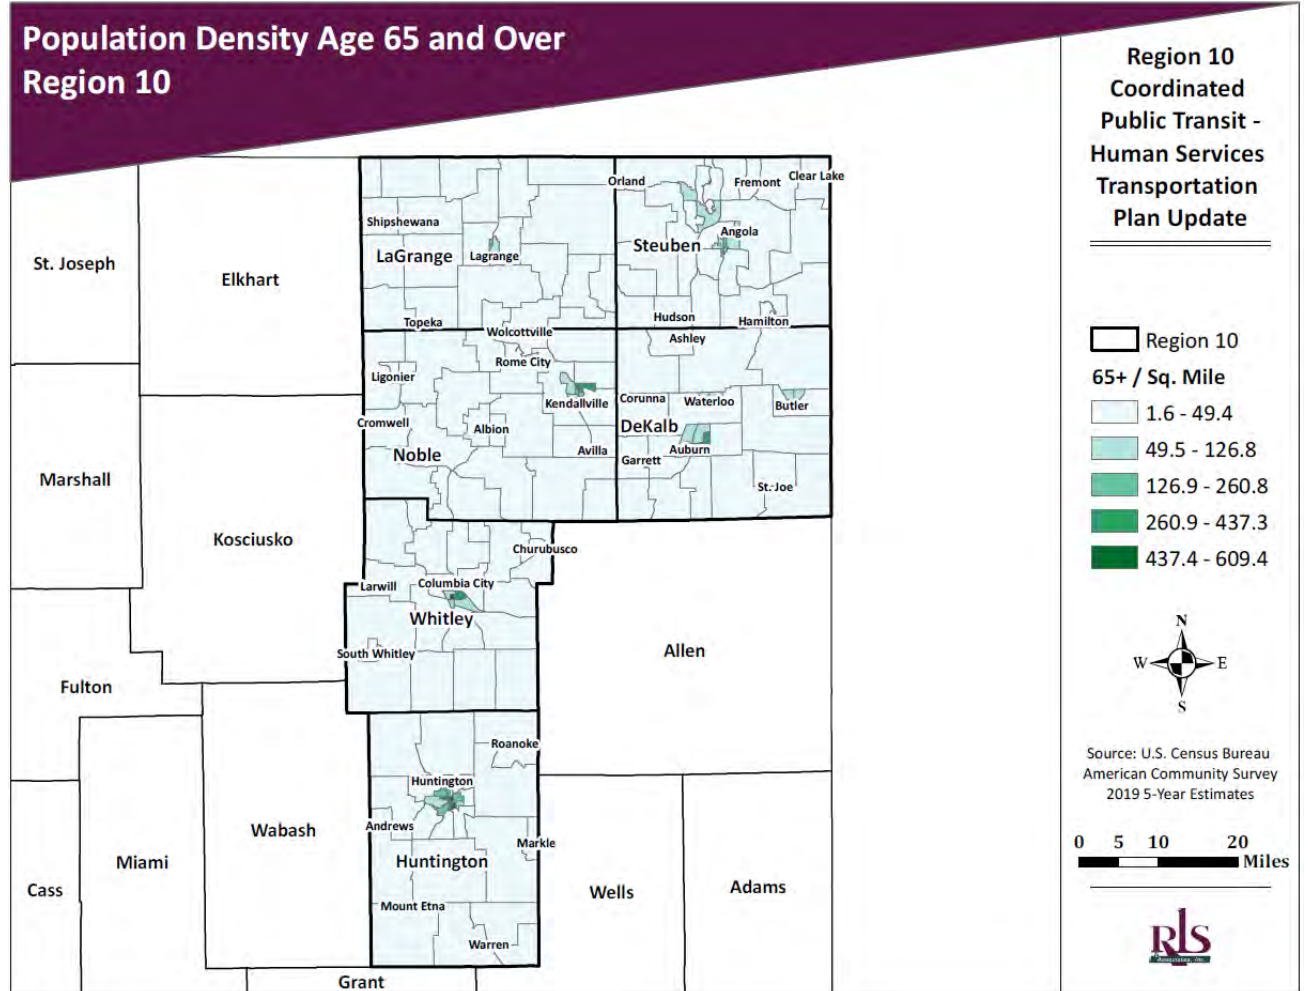 Population Density Age 65 and Over
Region 10
Region 10
Coordinated
Public Transit -
Human Services
Transportation
Plan Update
Region 10
65+ / Sq. Mile
1.6 - 49.4
49.5 - 126.8
126.9 - 260.8
260.9 - 437.3
437.4 - 609.4
N
W
E
S
Source: U.S. Census Bureau
American Community Survey
2019 5-Year Estimates
0 5 10 20
Miles
RLS
& Associates, Inc.
Orland
Fremont
Clear Lake
Shipshewana
Angola
Steuben
LaGrange
Lagrange
St. Joseph
Elkhart
Topeka
Hudson
Hamilton
Wolcottville
Ashley
Rome City
Ligonier
Kendallville
Corunna
Waterloo
Butler
Cromwell
Albion
DeKalb
Noble
Avilla
Auburn
Garrett
St. Joe
Marshall
Kosciusko
Churubusco
Larwill
Columbia City
Whitley
South Whitley
Allen
Fulton
Roanoke
Huntington
Andrews
Markle
Huntington
Wabash
Miami
Cass
Mount Etna
Warren
Wells
Adams
Grant